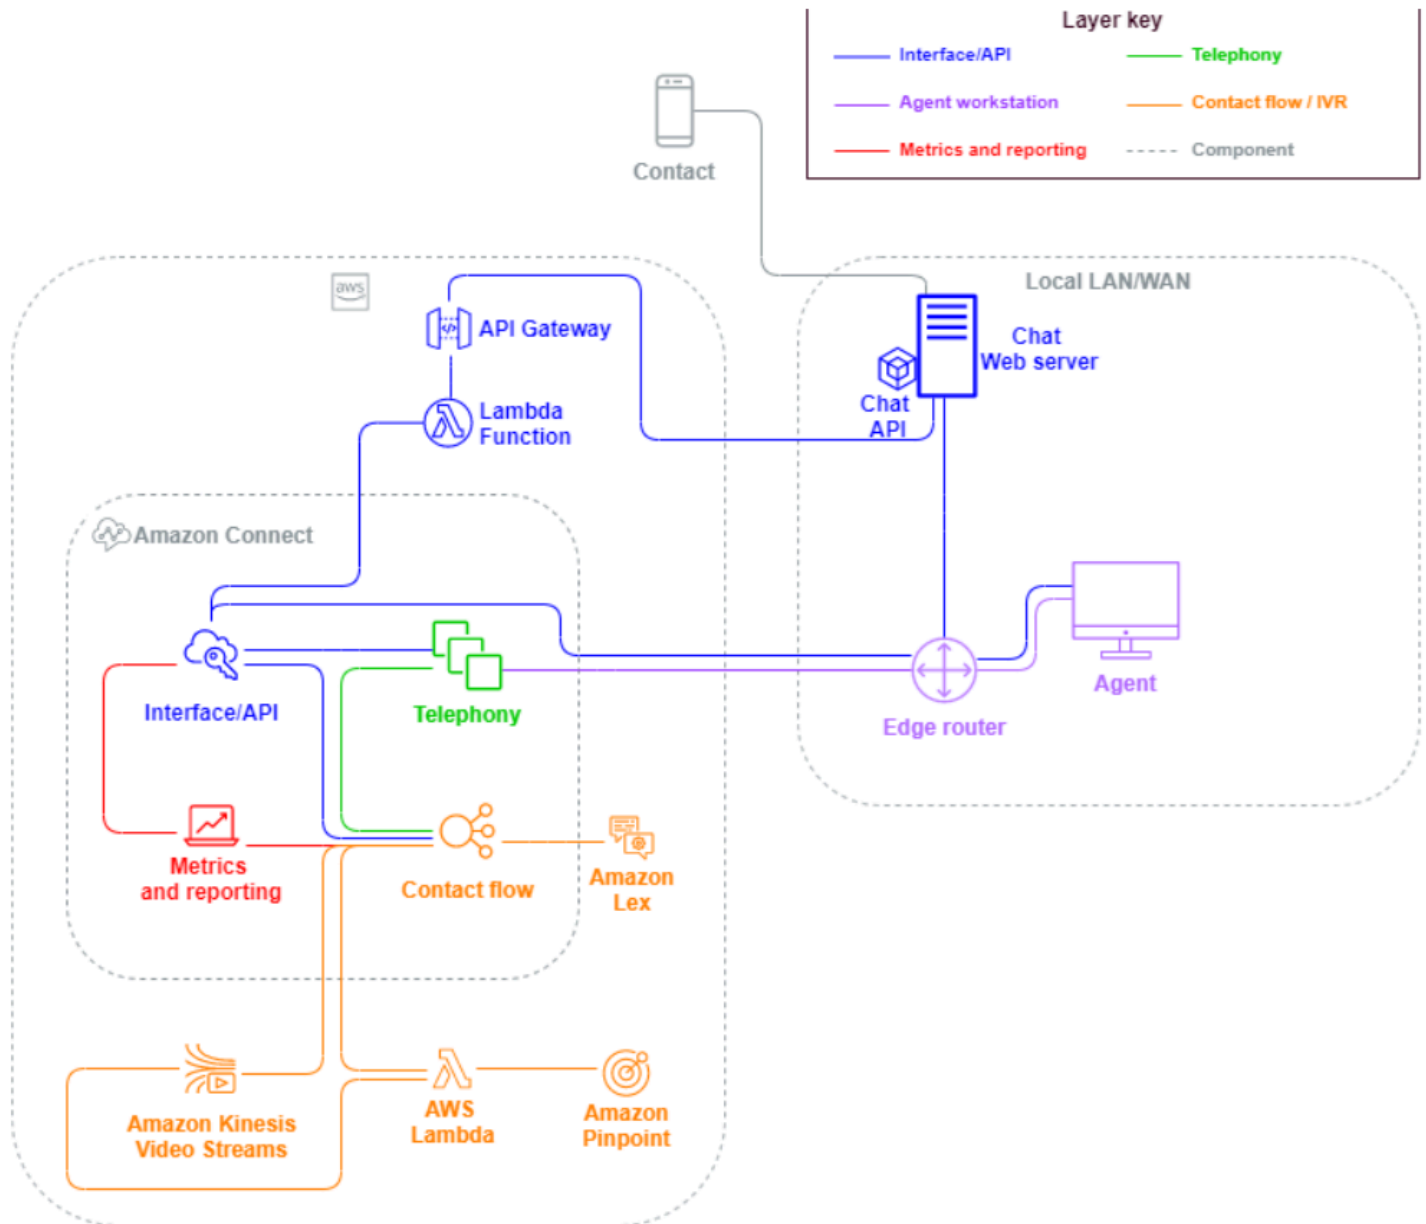 Layer key
Interface/API
Telephony
Agent workstation
Contact flow / IVR
Metrics and reporting
Component
Contact
aws
Local LAN/WAN
API Gateway
Chat
Web server
Chat
API
Lambda
Function
Amazon Connect
Interface/API
Telephony
Agent
Edge router
Metrics
and reporting
Contact flow
Amazon
Lex
Amazon Kinesis
Video Streams
AWS
Lambda
Amazon
Pinpoint